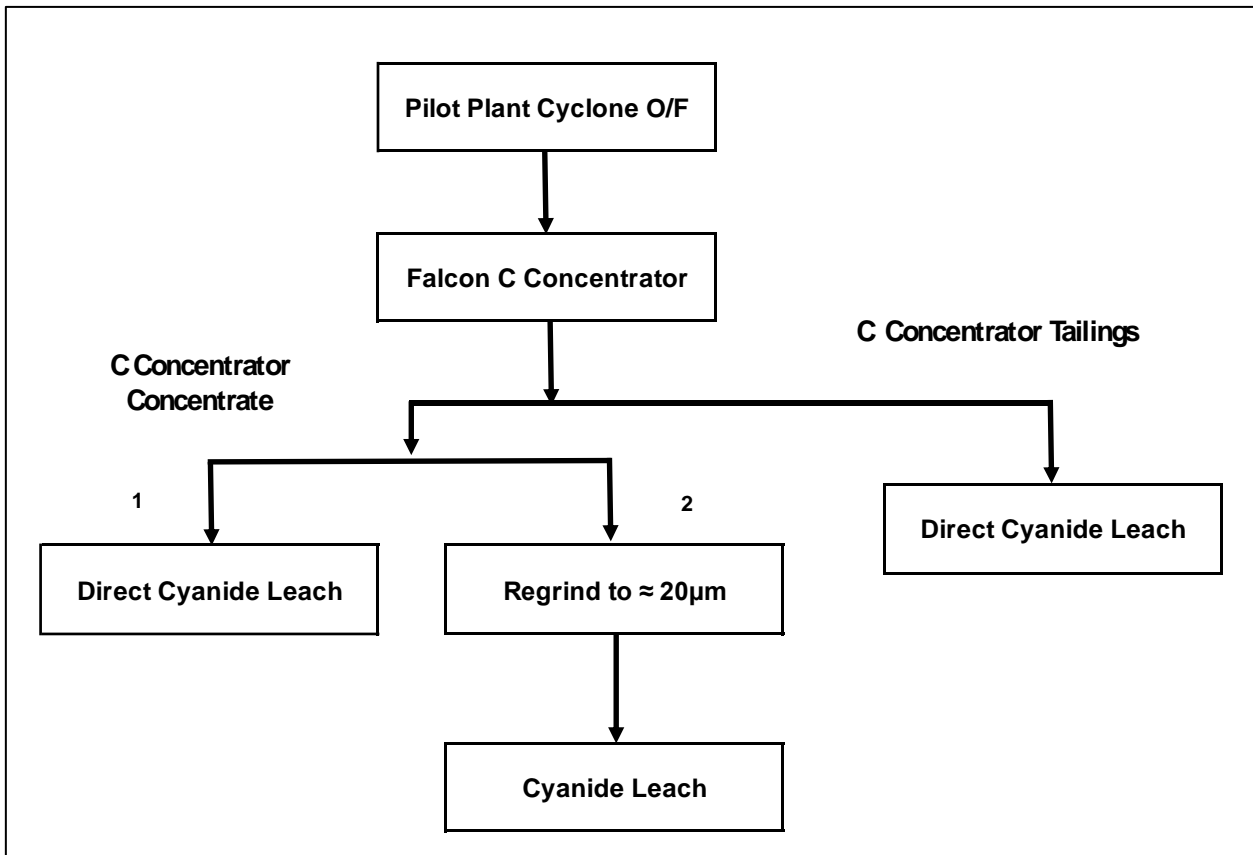 Pilot Plant Cyclone O/F
Falcon C Concentrator
C Concentrator Tailings
C Concentrator
Concentrate
1
2
Direct Cyanide Leach
Direct Cyanide Leach
Regrind to ≈ 20µm
Cyanide Leach